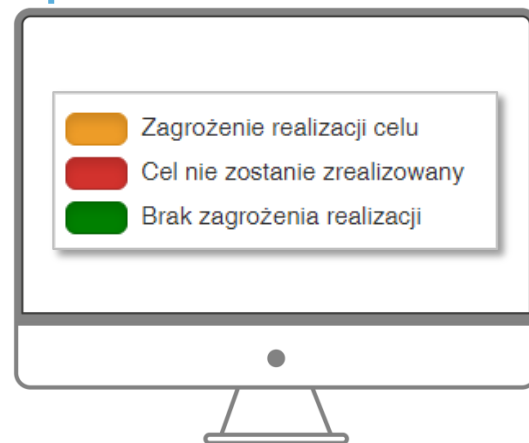 Zagrożenie realizacji celu
Cel nie zostanie zrealizowany
Brak zagrożenia realizacji